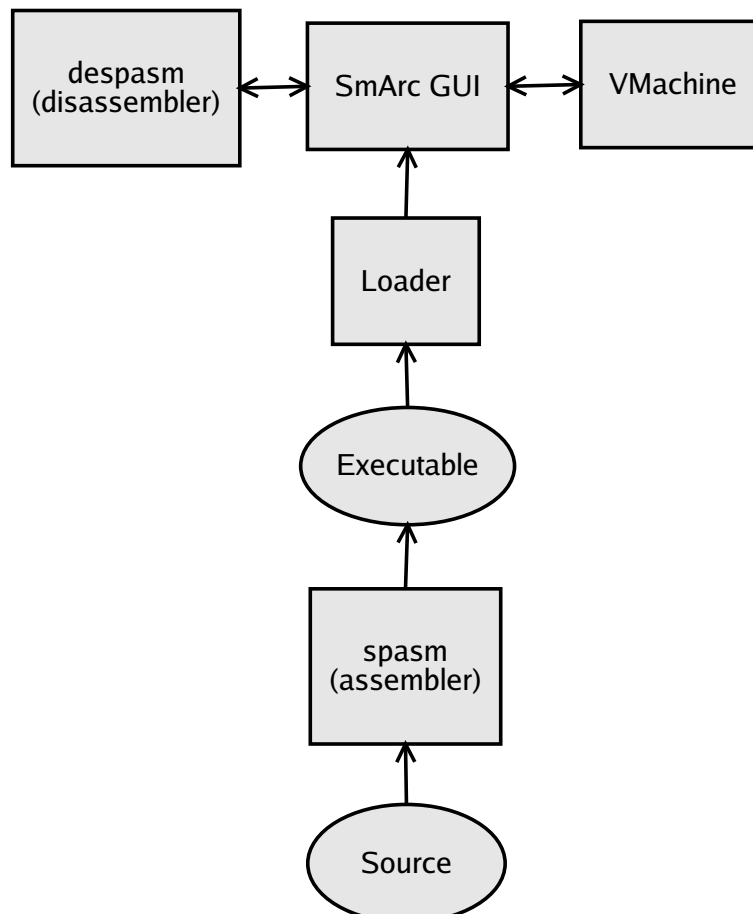 despasm
(disassembler)
SmArc GUI
VMachine
Loader
Executable
spasm
(assembler)
Source